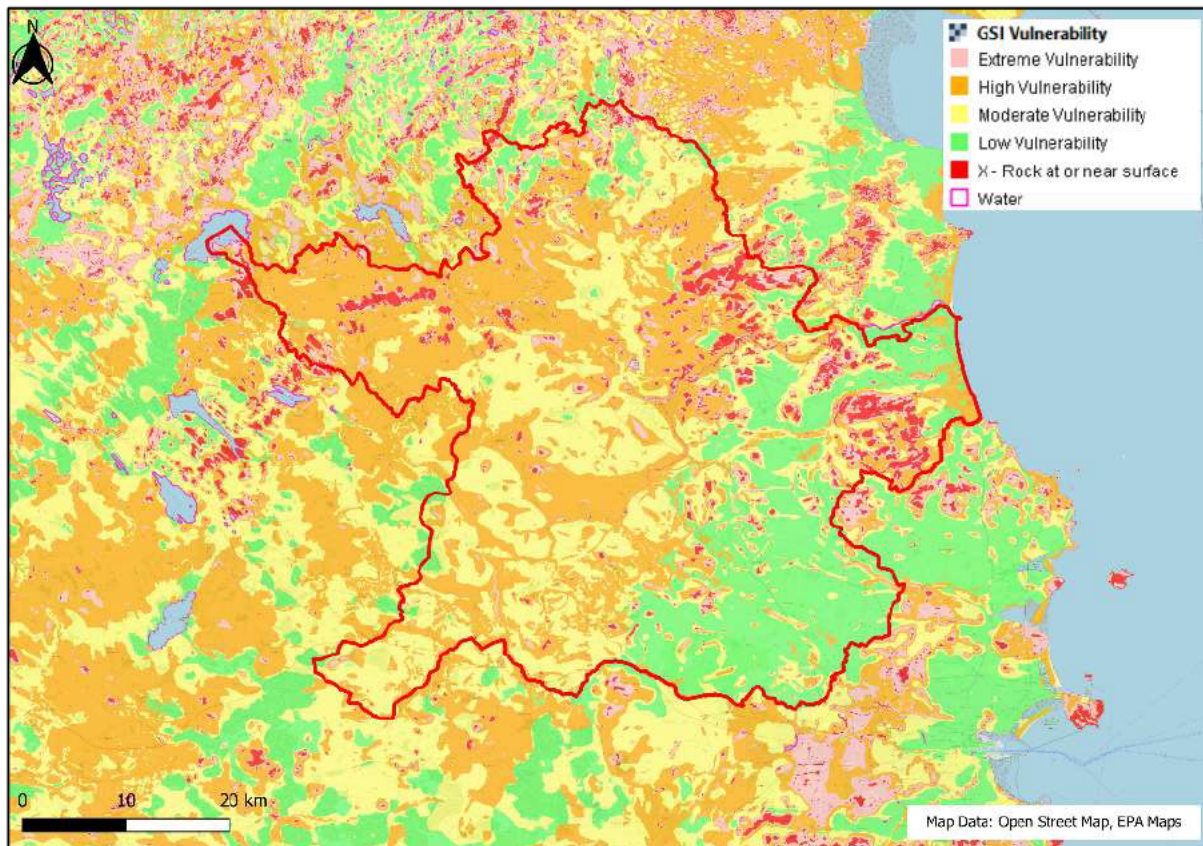 N
GSI Vulnerability
Extreme Vulnerability
High Vulnerability
Moderate Vulnerability
Low Vulnerability
X - Rock at or near surface
Water
0 10 20 km
Map Data: Open Street Map, EPA Maps